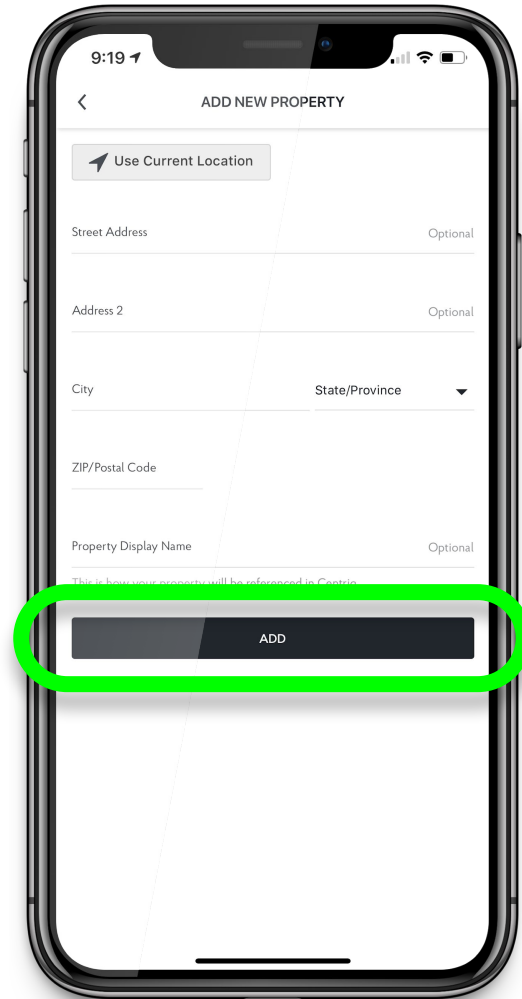 9:19
ADD NEW PROPERTY
Use Current Location
Street Address Optional
Address 2 Optional
City State/Province
ZIP/Postal Code
Property Display Name Optional
This is how your property will be referenced in Centriq
ADD